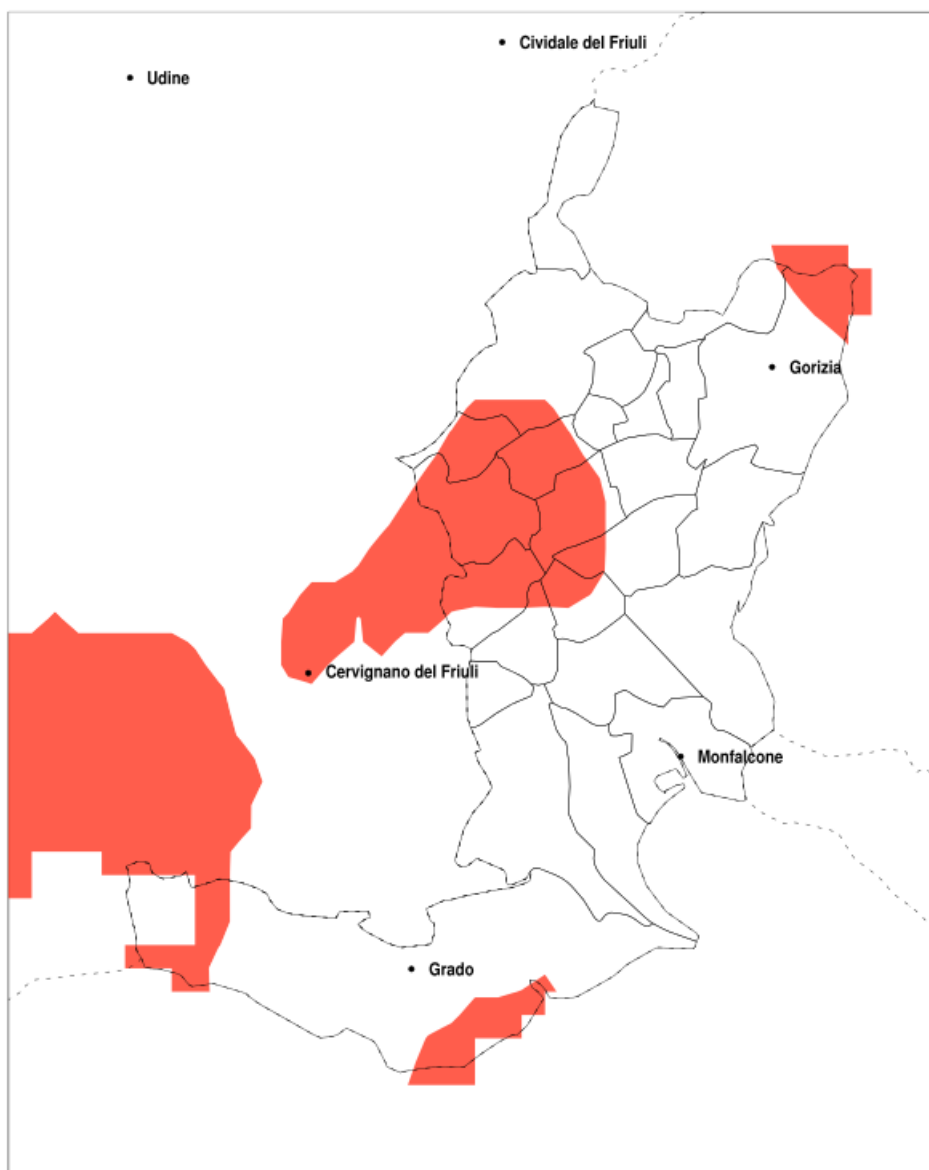 Cividale del Friuli
Udine
Gorizia
Cervignano del Friuli
Monfalcone
Grado